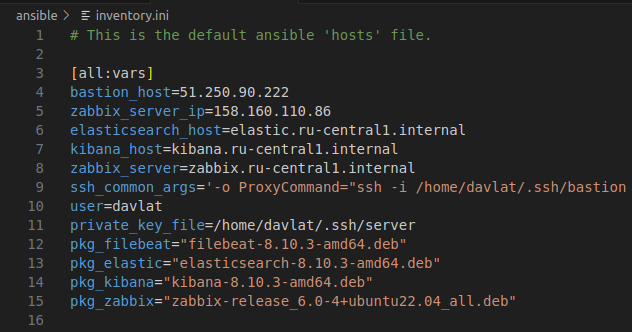 ansible > inventory.ini
1 # This is the default ansible 'hosts' file.
2
3 [all:vars]
4 bastion_host=51.250.90.222
5 zabbix_server_ip=158.160.110.86
6 elasticsearch_host=elastic.ru-central1.internal
7 kibana_host=kibana.ru-central1.internal
8 zabbix_server=zabbix.ru-central1.internal
9 ssh_common_args='-o ProxyCommand="ssh -i /home/davlat/.ssh/bastion
10 user=davlat
11 private_key_file=/home/davlat/.ssh/server
12 pkg_filebeat="filebeat-8.10.3-amd64.deb"
13 pkg_elastic="elasticsearch-8.10.3-amd64.deb"
14 pkg_kibana="kibana-8.10.3-amd64.deb"
15 pkg_zabbix="zabbix-release_6.0-4+ubuntu22.04_all.deb"
16